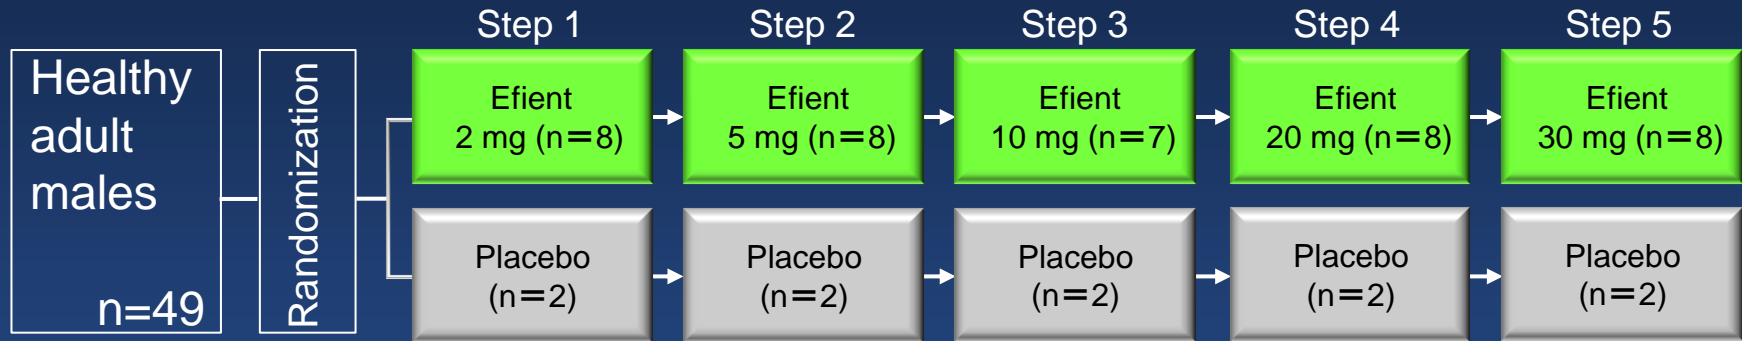 Step 1
Step 2
Step 3
Step 4
Step 5
Healthy
adult
males
n=49
Randomization
Efient
2 mg (n=8)
Efient
5 mg (n=8)
Efient
10 mg (n=7)
Efient
20 mg (n=8)
Efient
30 mg (n=8)
Placebo
(n=2)
Placebo
(n=2)
Placebo
(n=2)
Placebo
(n=2)
Placebo
(n=2)